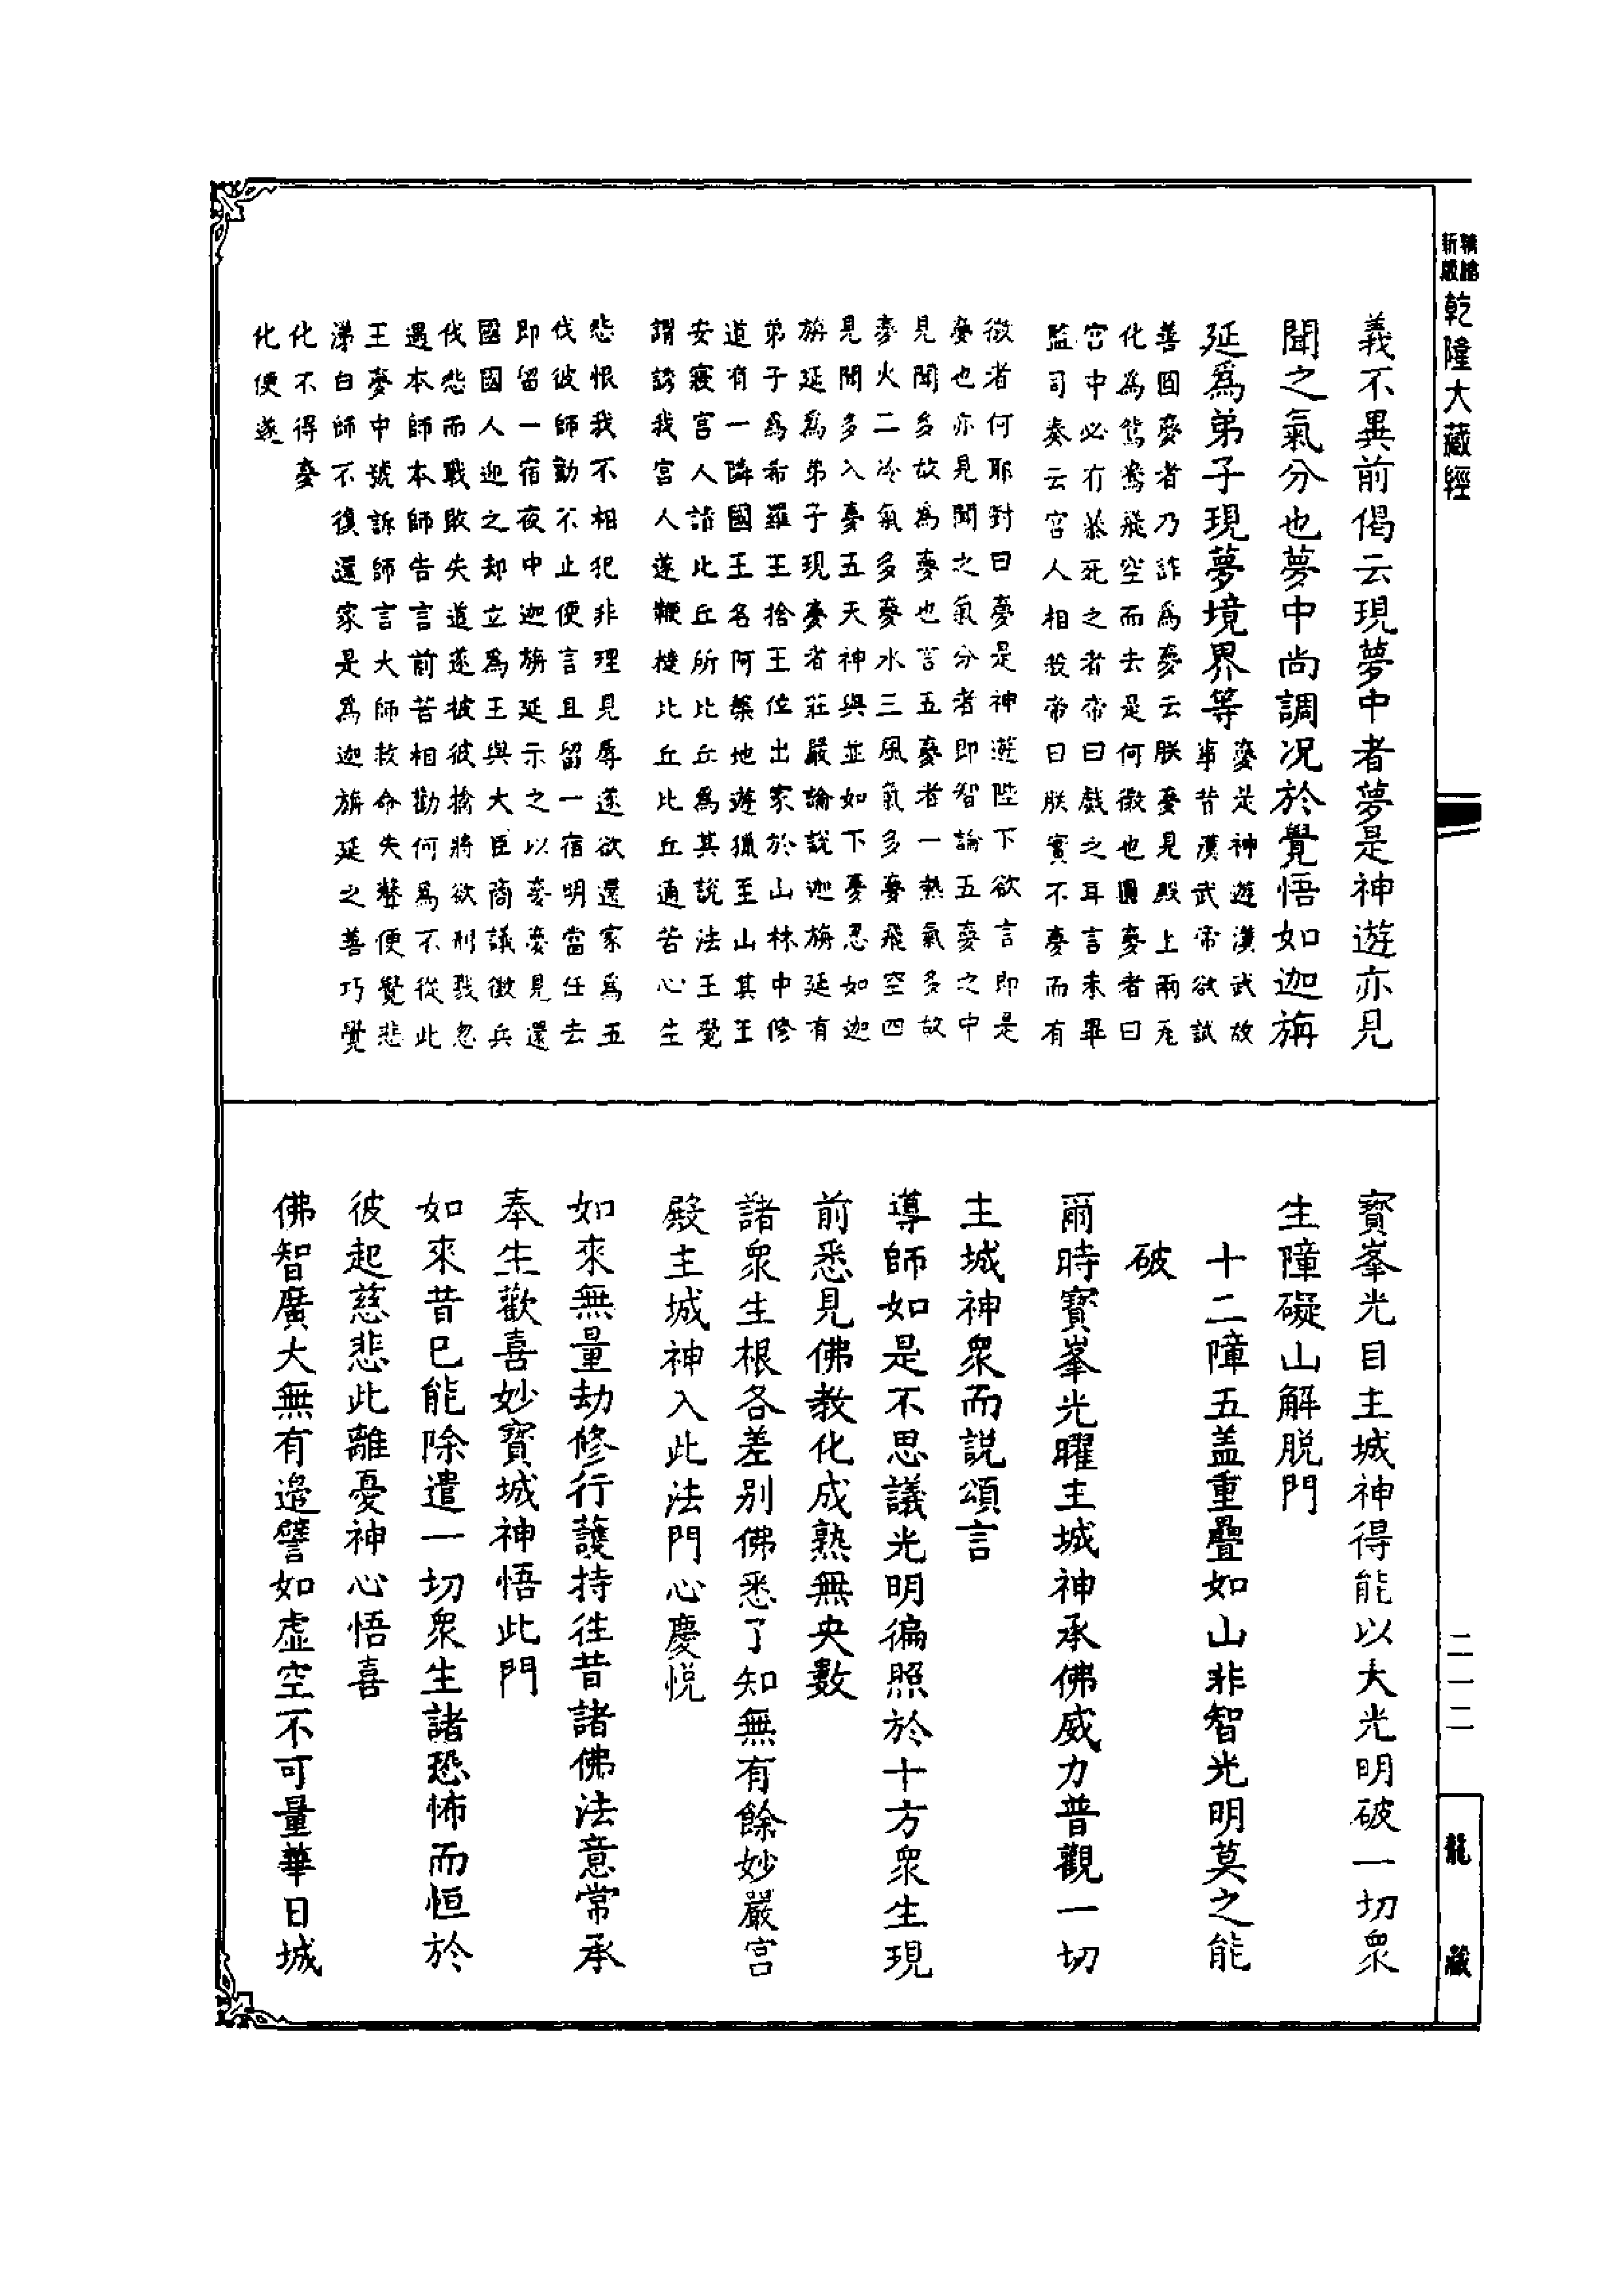 乾隆大藏經
義不異前偈云現夢中者夢是神遊亦見
聞之氣分也夢中尚調况於覺悟如迦旃
延爲弟子現夢境界等
夢是神遊漢武故
事昔漢武帝欲試
善圓夢者乃詐爲夢云朕夢見殿上兩瓦
化為鴛鴦飛空而去是何徵也圓夢者曰
宫中必有暴死之者帝曰戲之耳言未畢
監司奏云宫人相殺帝曰朕實不夢而有
徵者何耶對曰夢是神遊陛下欲言即是
夢也亦見聞之氣分者即智論五夢之中
見聞多故為夢也言五夢者一熱氣多故
夢火二冷氣多夢水三風氣多夢飛空四
見聞多入夢五天神與並如下夢忍如迦
旃延爲弟子現夢者莊嚴論説迦旃延有
弟子爲希羅王捨王位出家於山林中修
道有一隣國王名阿槃地遊獵至山其王
安寢宫人詣比丘所比丘爲其說法王覺
謂誘我宮人遂鞭撻比丘比丘通苦心生
悲恨我不相犯非理見辱遂欲還家爲五
伐彼師勸不止便言且留一宿明當任去
即留一宿夜中迦旃延示之以夢夢見還
國國人迎之却立爲王與大臣商議徵兵
伐怨而戰敗失道遂被彼擒將欲刑戮忽
遇本師本師告言前苦相勸何爲不從此
王夢中號訴師言大師救命失聲便覺悲
涕白師不復還家是爲迦旃延之善巧覺
化不得夢
化便遂
寳峯光目主城神得能以大光明破一切衆
生障礙山解脱門
十二障五盖重疊如山非智光明莫之能
破
爾時寳峯光曜主城神承佛威力普觀一切
主城神衆而說頌言
導師如是不思議光明徧照於十方衆生現
前悉見佛教化成熟無央數
諸衆生根各差别佛悉了知無有餘妙嚴宫
殿主城神入此法門心慶悅
如來無量劫修行護持往昔諸佛法意常承
奉生歡喜妙寳城神悟此門
如來昔已能除遣一切衆生諸恐怖而恒於
彼起慈悲此離憂神心悟喜
佛智廣大無有邉譬如虛空不可量華日城
二一二
龍藏